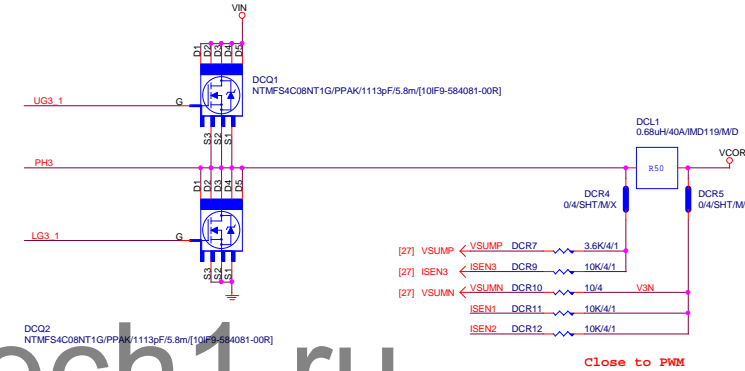 VIN
D1 D2 D3 D4 D5
DCQ1
NTMFS4C08NT1G/PPAK/1113pF/5.8m/[10IF9-584081-00R]
UG3_1
G
S3 S2 S1
DCL1
0.68uH/40A/IMD119/M/D
VCOR
R50
PH3
D1 D2 D3 D4 D5
DCR4
0/4/SHT/M/X
DCR5
0/4/SHT/M/
LG3_1
G
S3 S2 S1
[27] VSUMP VSUMP DCR7 3.6K/4/1
[27] ISEN3 ISEN3 DCR9 10K/4/1
[27] VSUMN VSUMN DCR10 10/4 V3N
ISEN1 DCR11 10K/4/1
ISEN2 DCR12 10K/4/1
DCQ2
NTMFS4C08NT1G/PPAK/1113pF/5.8m/[10IF9-584081-00R]
Close to PWM